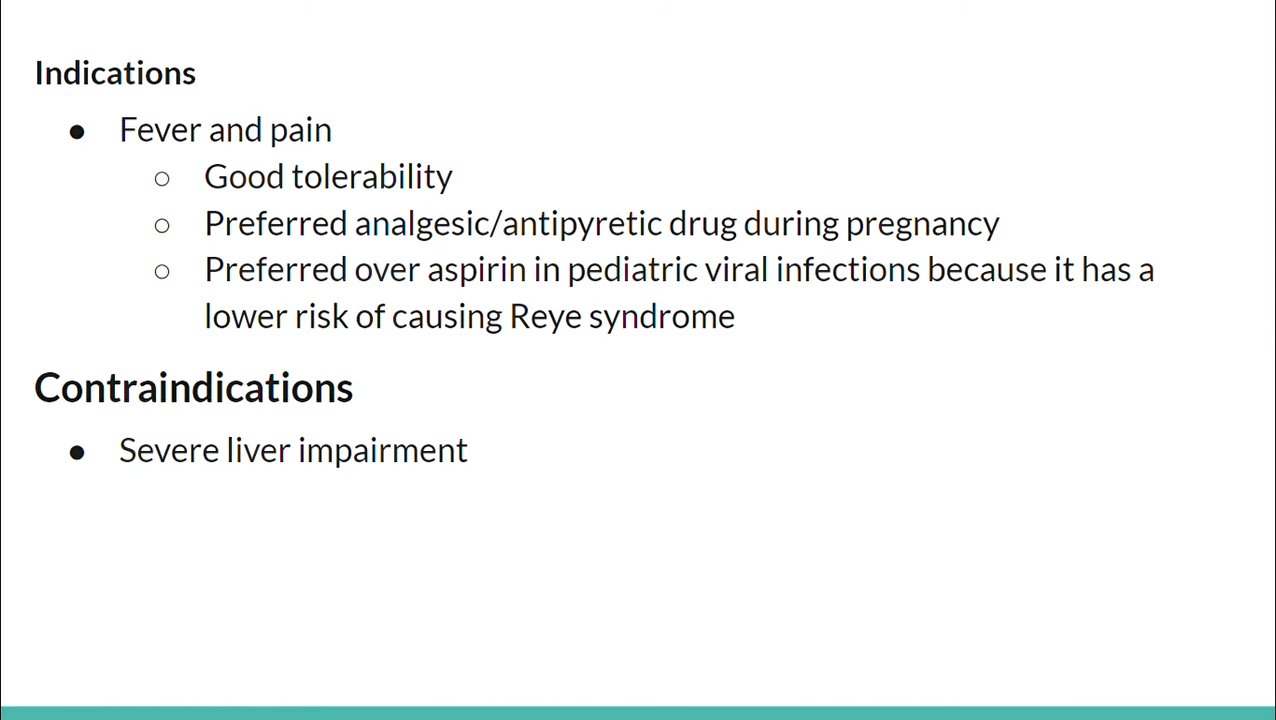 Indications
● Fever and pain
○ Good tolerability
○ Preferred analgesic/antipyretic drug during pregnancy
○ Preferred over aspirin in pediatric viral infections because it has a
lower risk of causing Reye syndrome
Contraindications
● Severe liver impairment